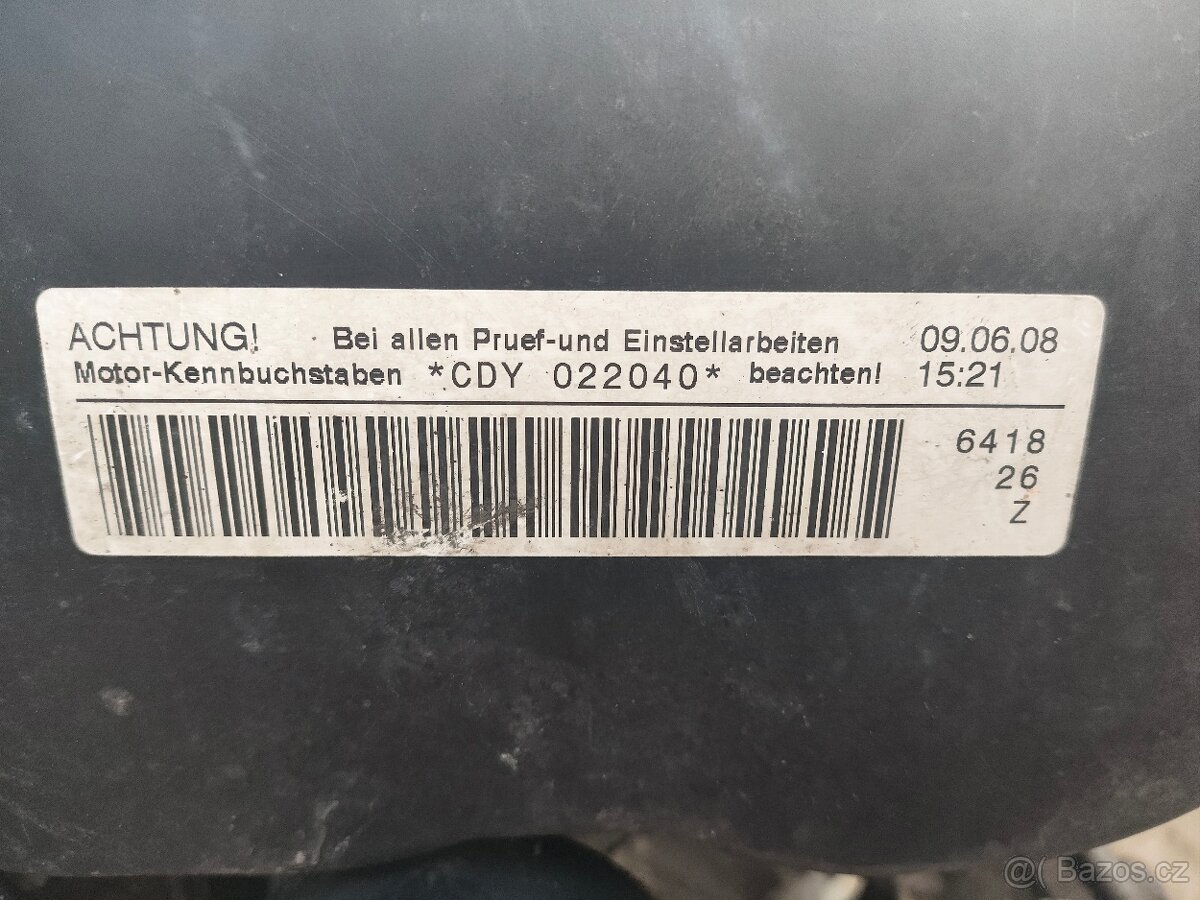 ACHTUNG! Bei allen Pruef-und Einstellarbeiten 09.06.08
Motor-Kennbuchstaben *CDY 022040* beachten! 15:21
6418
26
Z
@( Bazos.cz